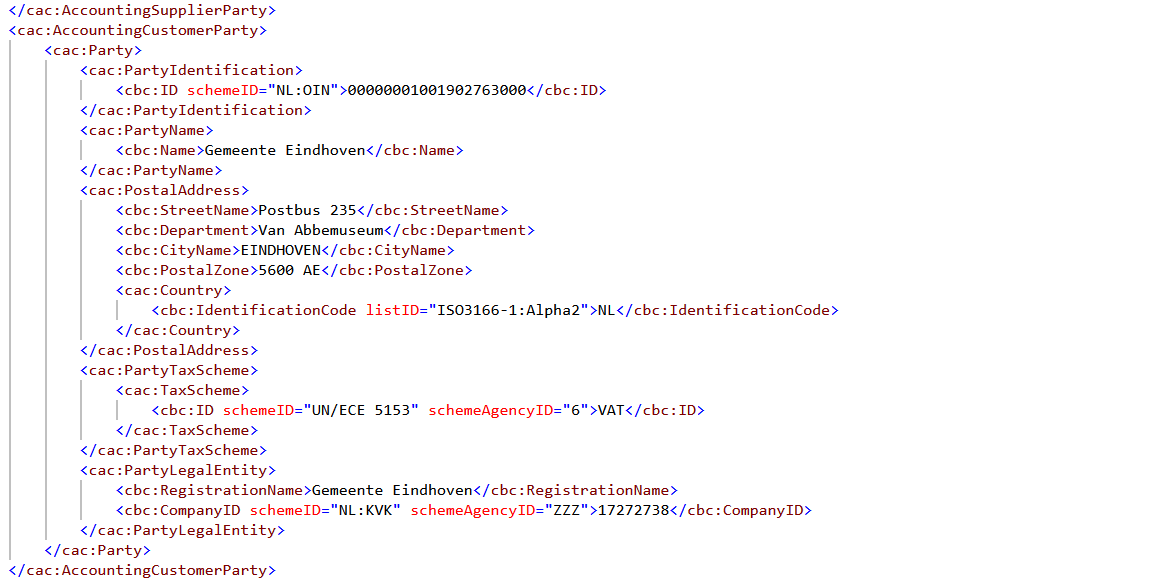 </cac:AccountingSupplierParty>
<cac:AccountingCustomerParty>
<cac:Party>
<cac:PartyIdentification>
<cbc:ID schemeID="NL:OIN">00000001001902763000</cbc:ID>
</cac:PartyIdentification>
<cac:PartyName>
<cbc:Name>Gemeente Eindhoven</cbc:Name>
</cac:PartyName>
<cac:PostalAddress>
<cbc:StreetName>Postbus 235</cbc:StreetName>
<cbc:Department>Van Abbemuseum</cbc:Department>
<cbc:CityName>EINDHOVEN</cbc:CityName>
<cbc:PostalZone>5600 AE</cbc:PostalZone>
<cac:Country>
<cbc:IdentificationCode listID="ISO3166-1:Alpha2">NL</cbc:IdentificationCode>
</cac:Country>
</cac:PostalAddress>
<cac:PartyTaxScheme>
<cac:TaxScheme>
<cbc:ID schemeID="UN/ECE 5153" schemeAgencyID="6">VAT</cbc:ID>
</cac:TaxScheme>
</cac:PartyTaxScheme>
<cac:PartyLegalEntity>
<cbc:RegistrationName>Gemeente Eindhoven</cbc:RegistrationName>
<cbc:CompanyID schemeID="NL:KVK" schemeAgencyID="ZZZ">17272738</cbc:CompanyID>
</cac:PartyLegalEntity>
</cac:Party>
</cac:AccountingCustomerParty>